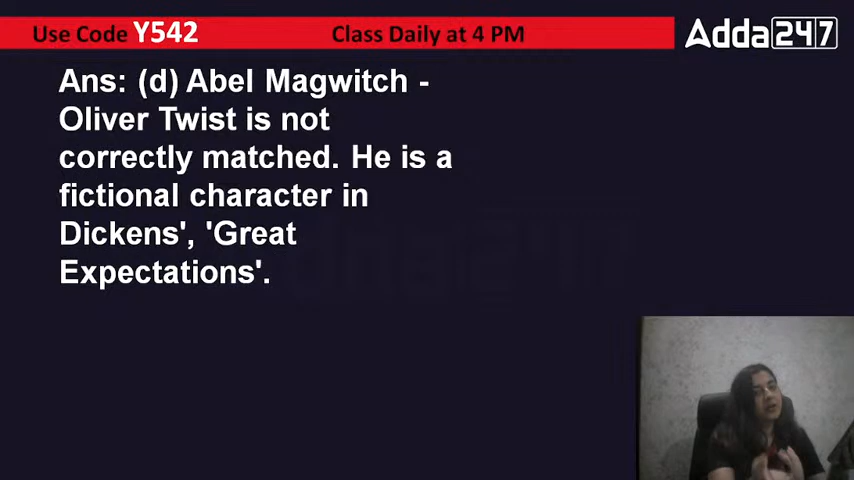 Use Code Y542 Class Daily at 4 PM Adda247
Ans: (d) Abel Magwitch -
Oliver Twist is not
correctly matched. He is a
fictional character in
Dickens', 'Great
Expectations'.